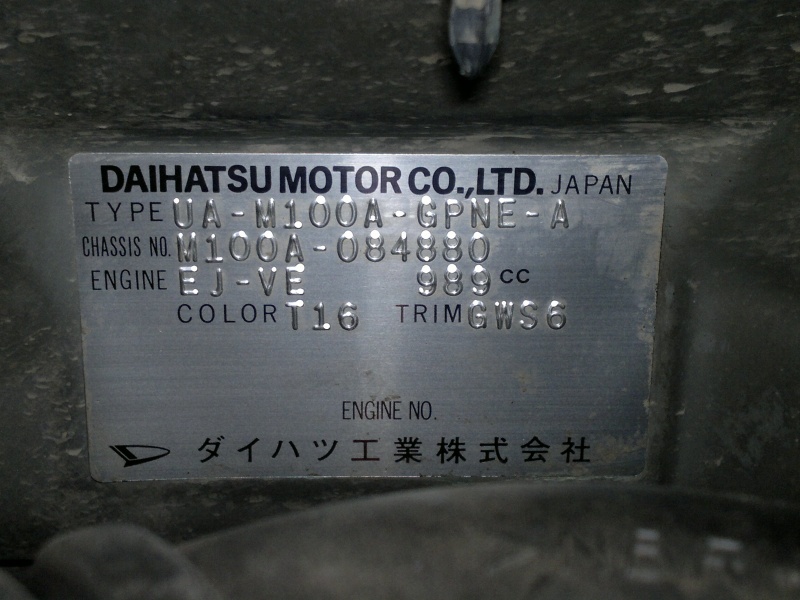 DAIHATSU MOTOR CO.,LTD. JAPAN
TYPE UA-M100A-GPNE-A
CHASSIS NO. M100A-084880
ENGINE EJ-VE 989 CC
COLOR T16 TRIM GWS6
ENGINE NO.
ダイハツ工業株式会社